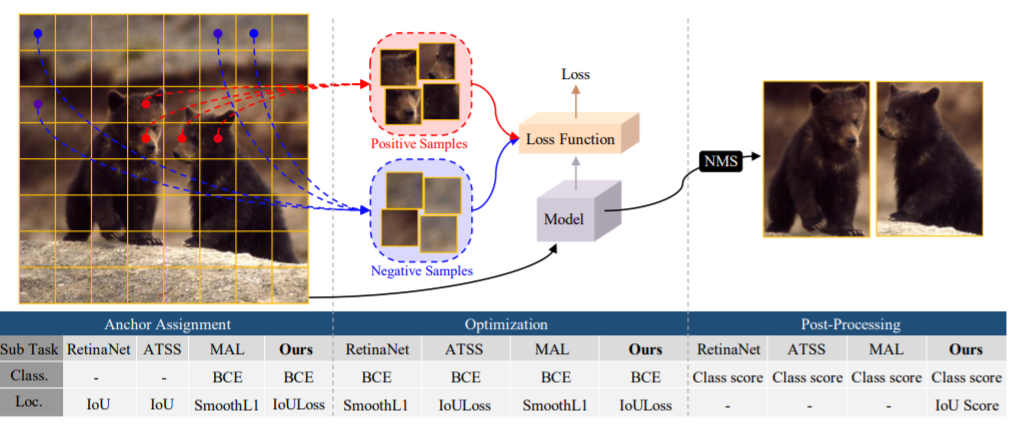 Loss
Loss Function
Positive Samples
NMS
Model
Negative Samples
Anchor Assignment Optimization Post-Processing
Sub Task RetinaNet ATSS MAL Ours RetinaNet ATSS MAL Ours RetinaNet ATSS MAL Ours
Class. - - BCE BCE BCE BCE BCE BCE Class score Class score Class score Class score
Loc. IoU IoU SmoothL1 IoULoss SmoothL1 IoULoss SmoothL1 IoULoss - - - IoU Score